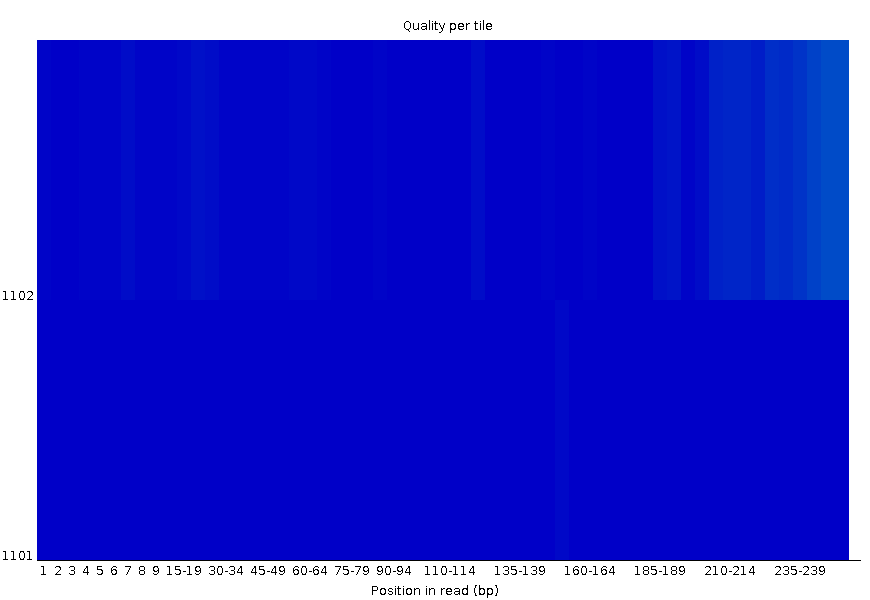 Quality per tile
1102
1101
1 2 3 4 5 6 7 8 9 15-19 30-34 45-49 60-64 75-79 90-94 110-114 135-139 160-164 185-189 210-214 235-239
Position in read (bp)